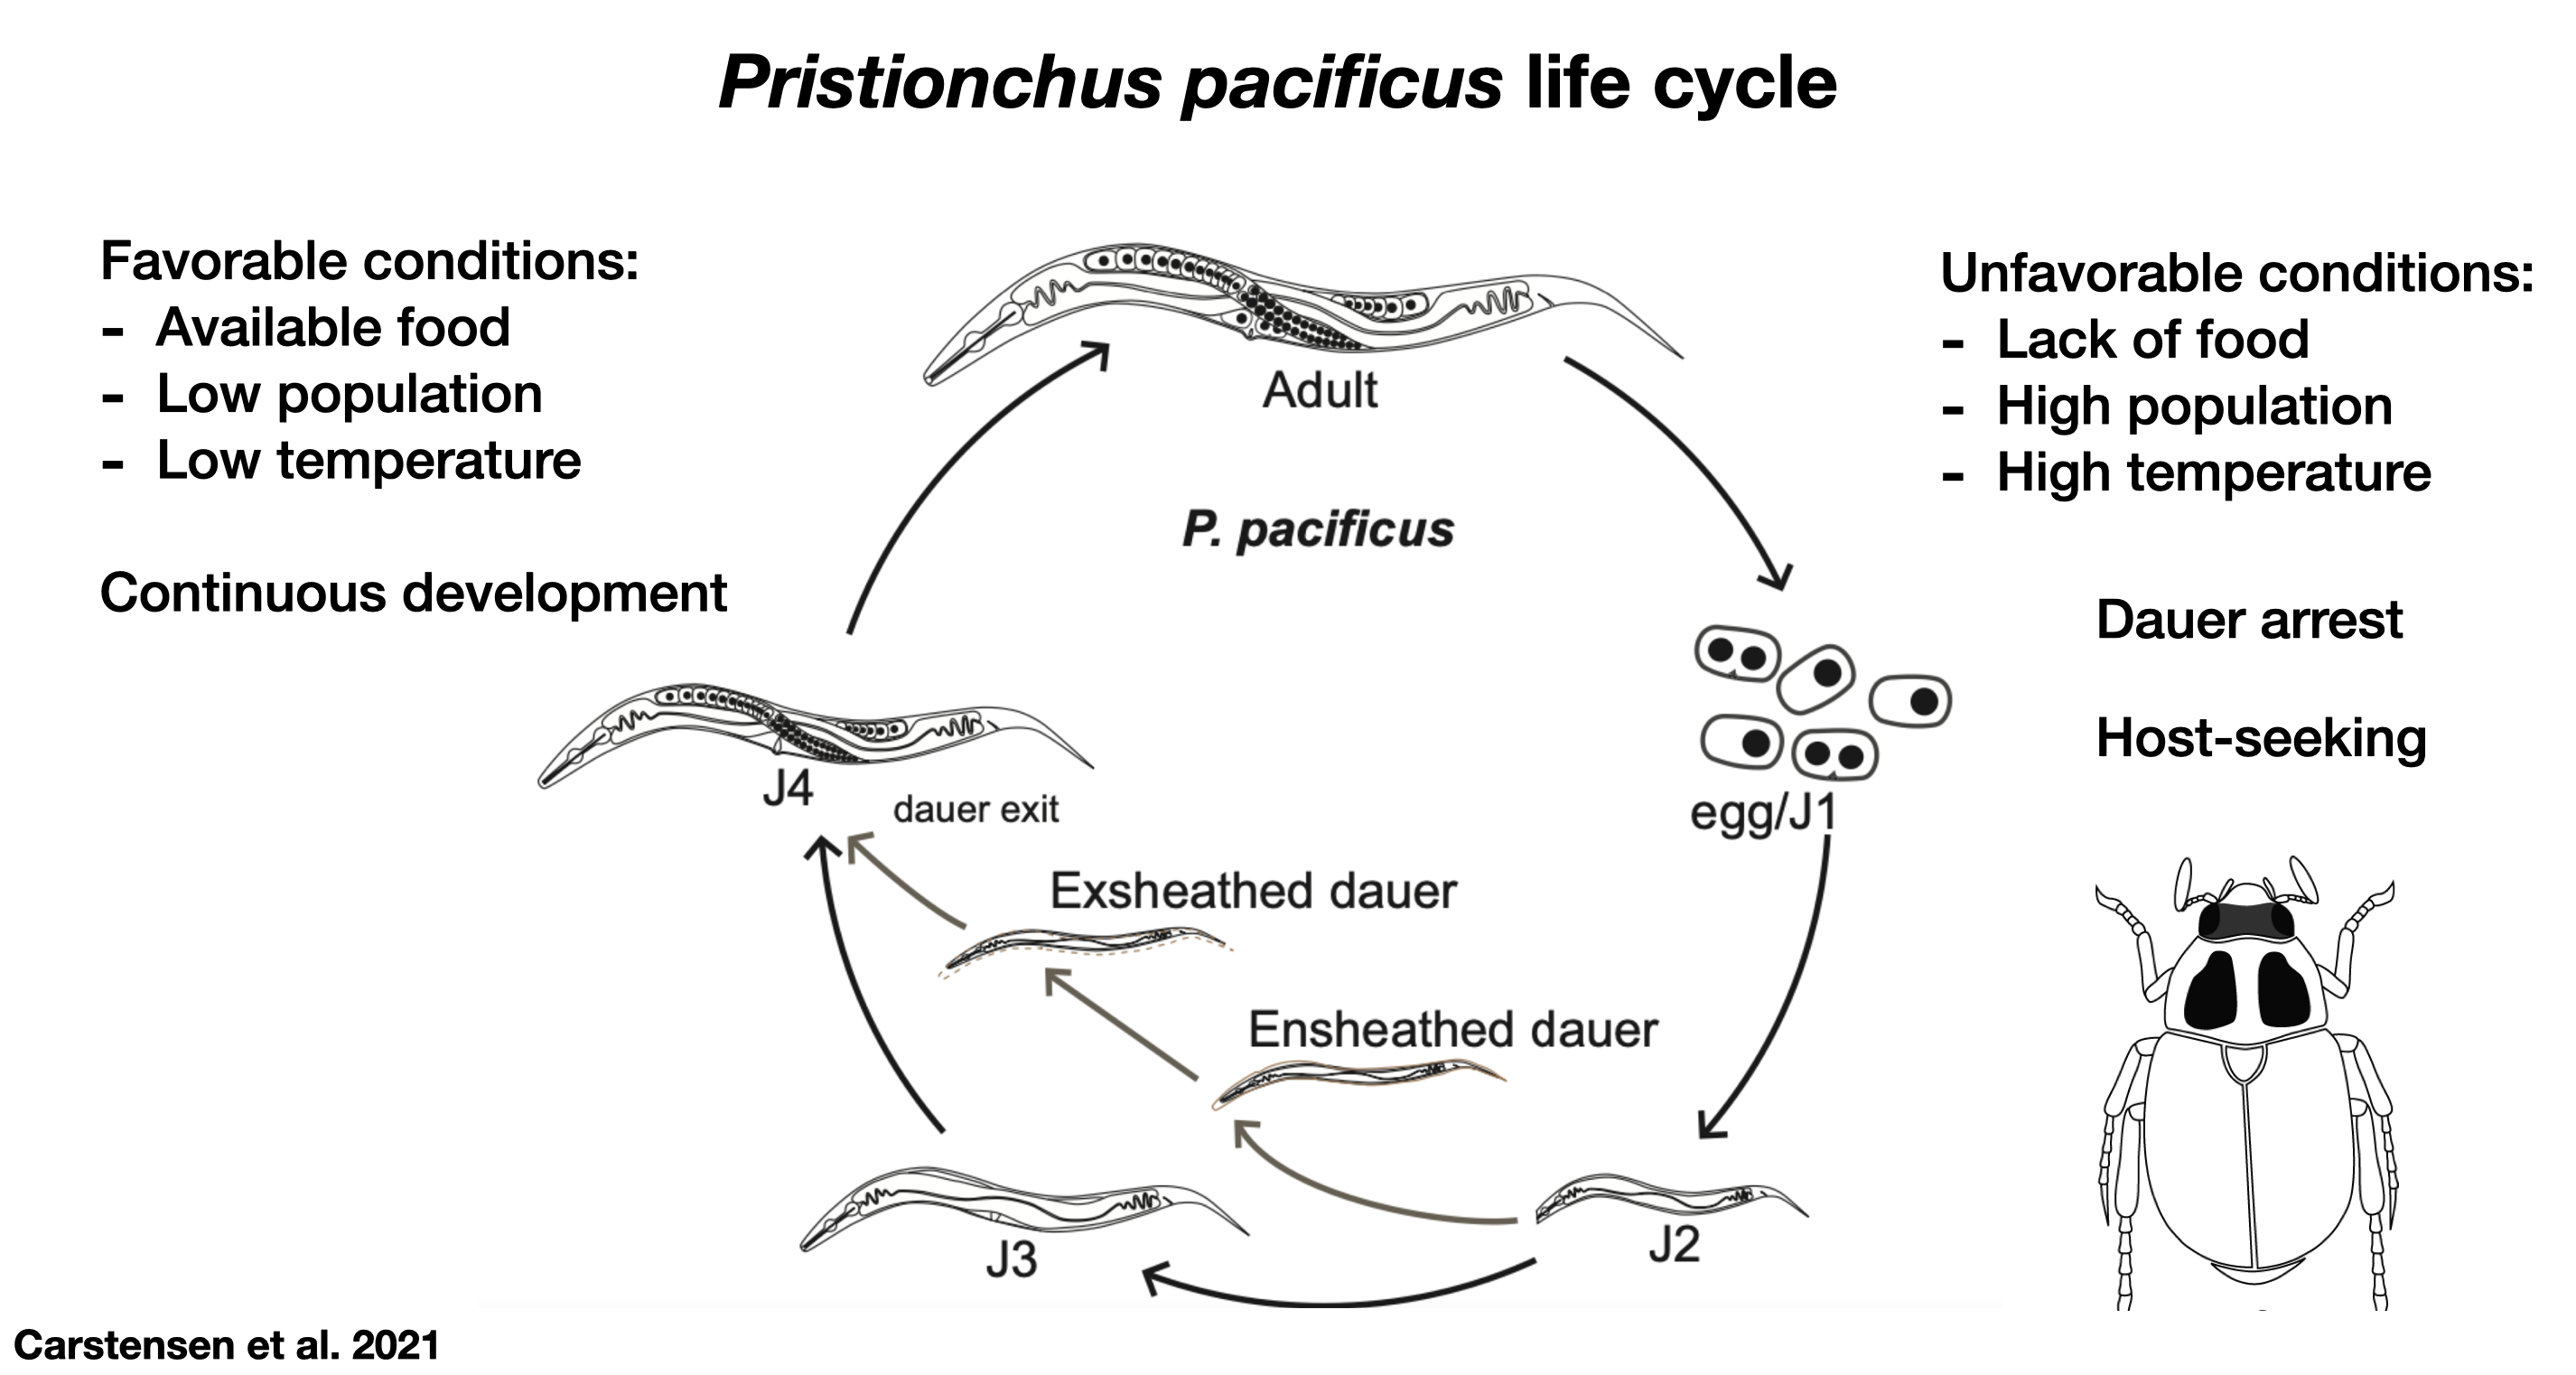 Pristionchus pacificus life cycle
Favorable conditions:
- Available food
- Low population
- Low temperature
Continuous development
Unfavorable conditions:
- Lack of food
- High population
- High temperature
Dauer arrest
Host-seeking
Adult
P. pacificus
egg/J1
J4
dauer exit
Exsheathed dauer
Ensheathed dauer
J3
J2
Carstensen et al. 2021